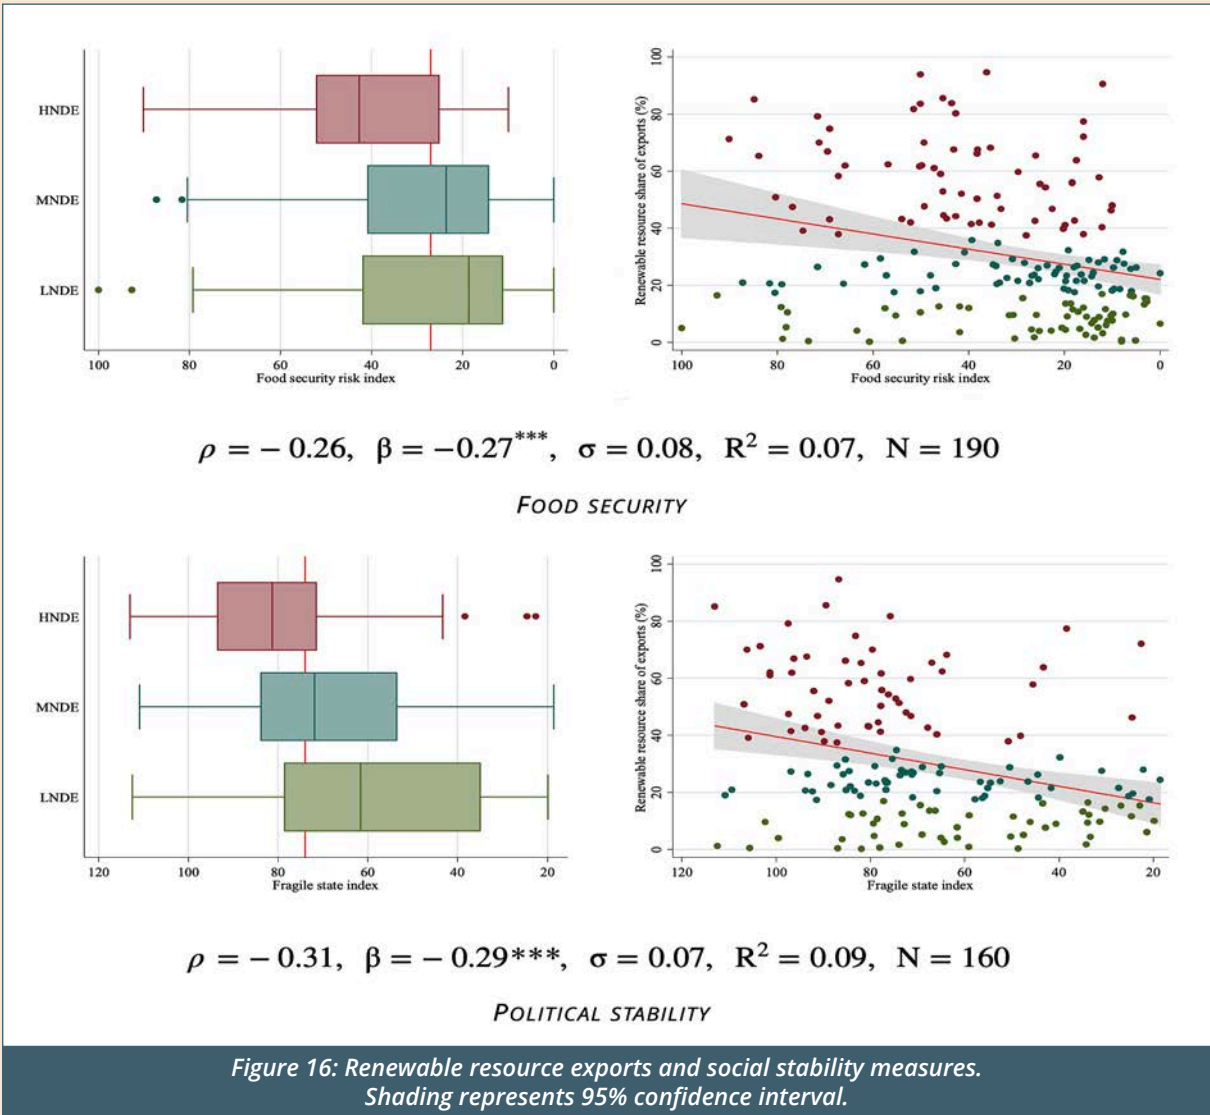 HNDE
MNDE
LNDE
100 80 60 40 20 0
Food security risk index
Renewable resource share of exports (%)
100
80
60
40
20
0
100 80 60 40 20 0
Food security risk index
ρ = − 0.26, β = −0.27***, σ = 0.08, R² = 0.07, N = 190
FOOD SECURITY
HNDE
MNDE
LNDE
120 100 80 60 40 20
Fragile state index
Renewable resource share of exports (%)
100
80
60
40
20
0
120 100 80 60 40 20
Fragile state index
ρ = − 0.31, β = − 0.29***, σ = 0.07, R² = 0.09, N = 160
POLITICAL STABILITY
Figure 16: Renewable resource exports and social stability measures.
Shading represents 95% confidence interval.